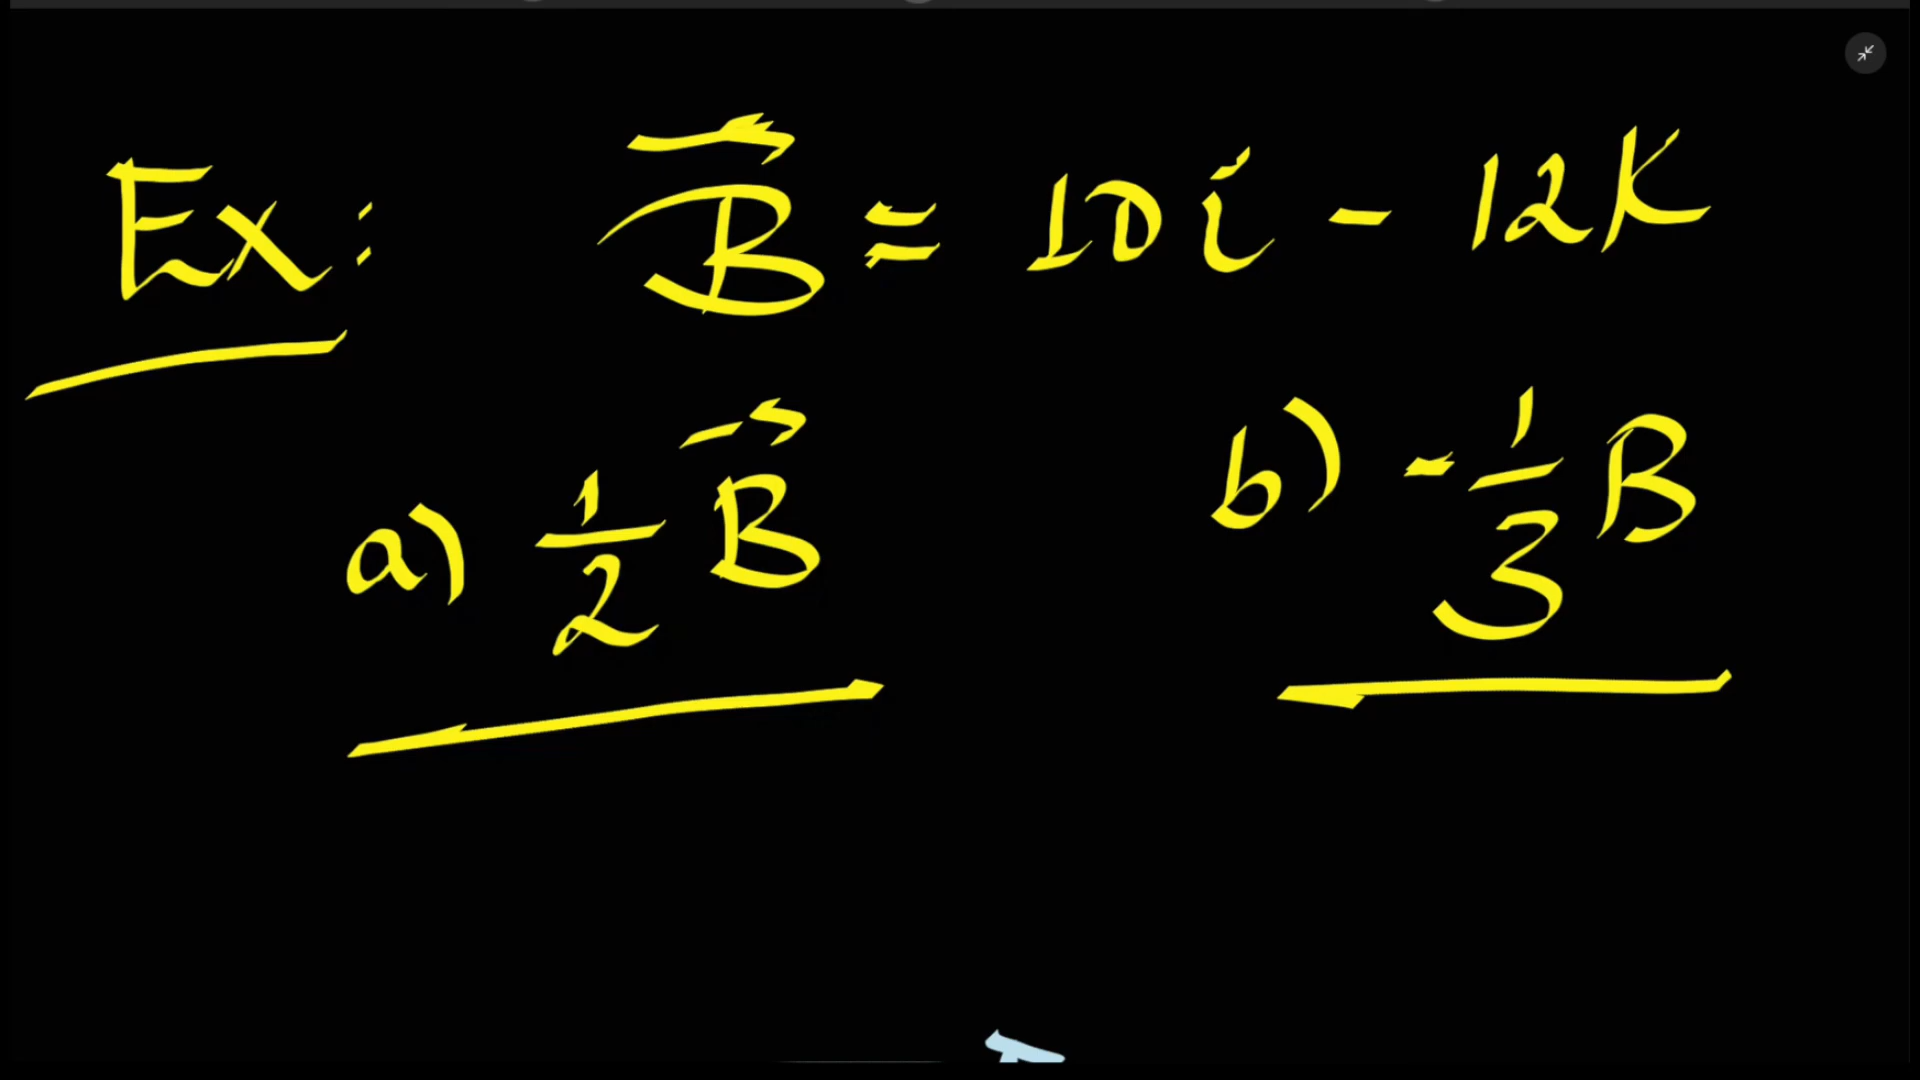 Ex: B⃗ = 10i - 12K
a) 1/2 B⃗ b) -1/3 B